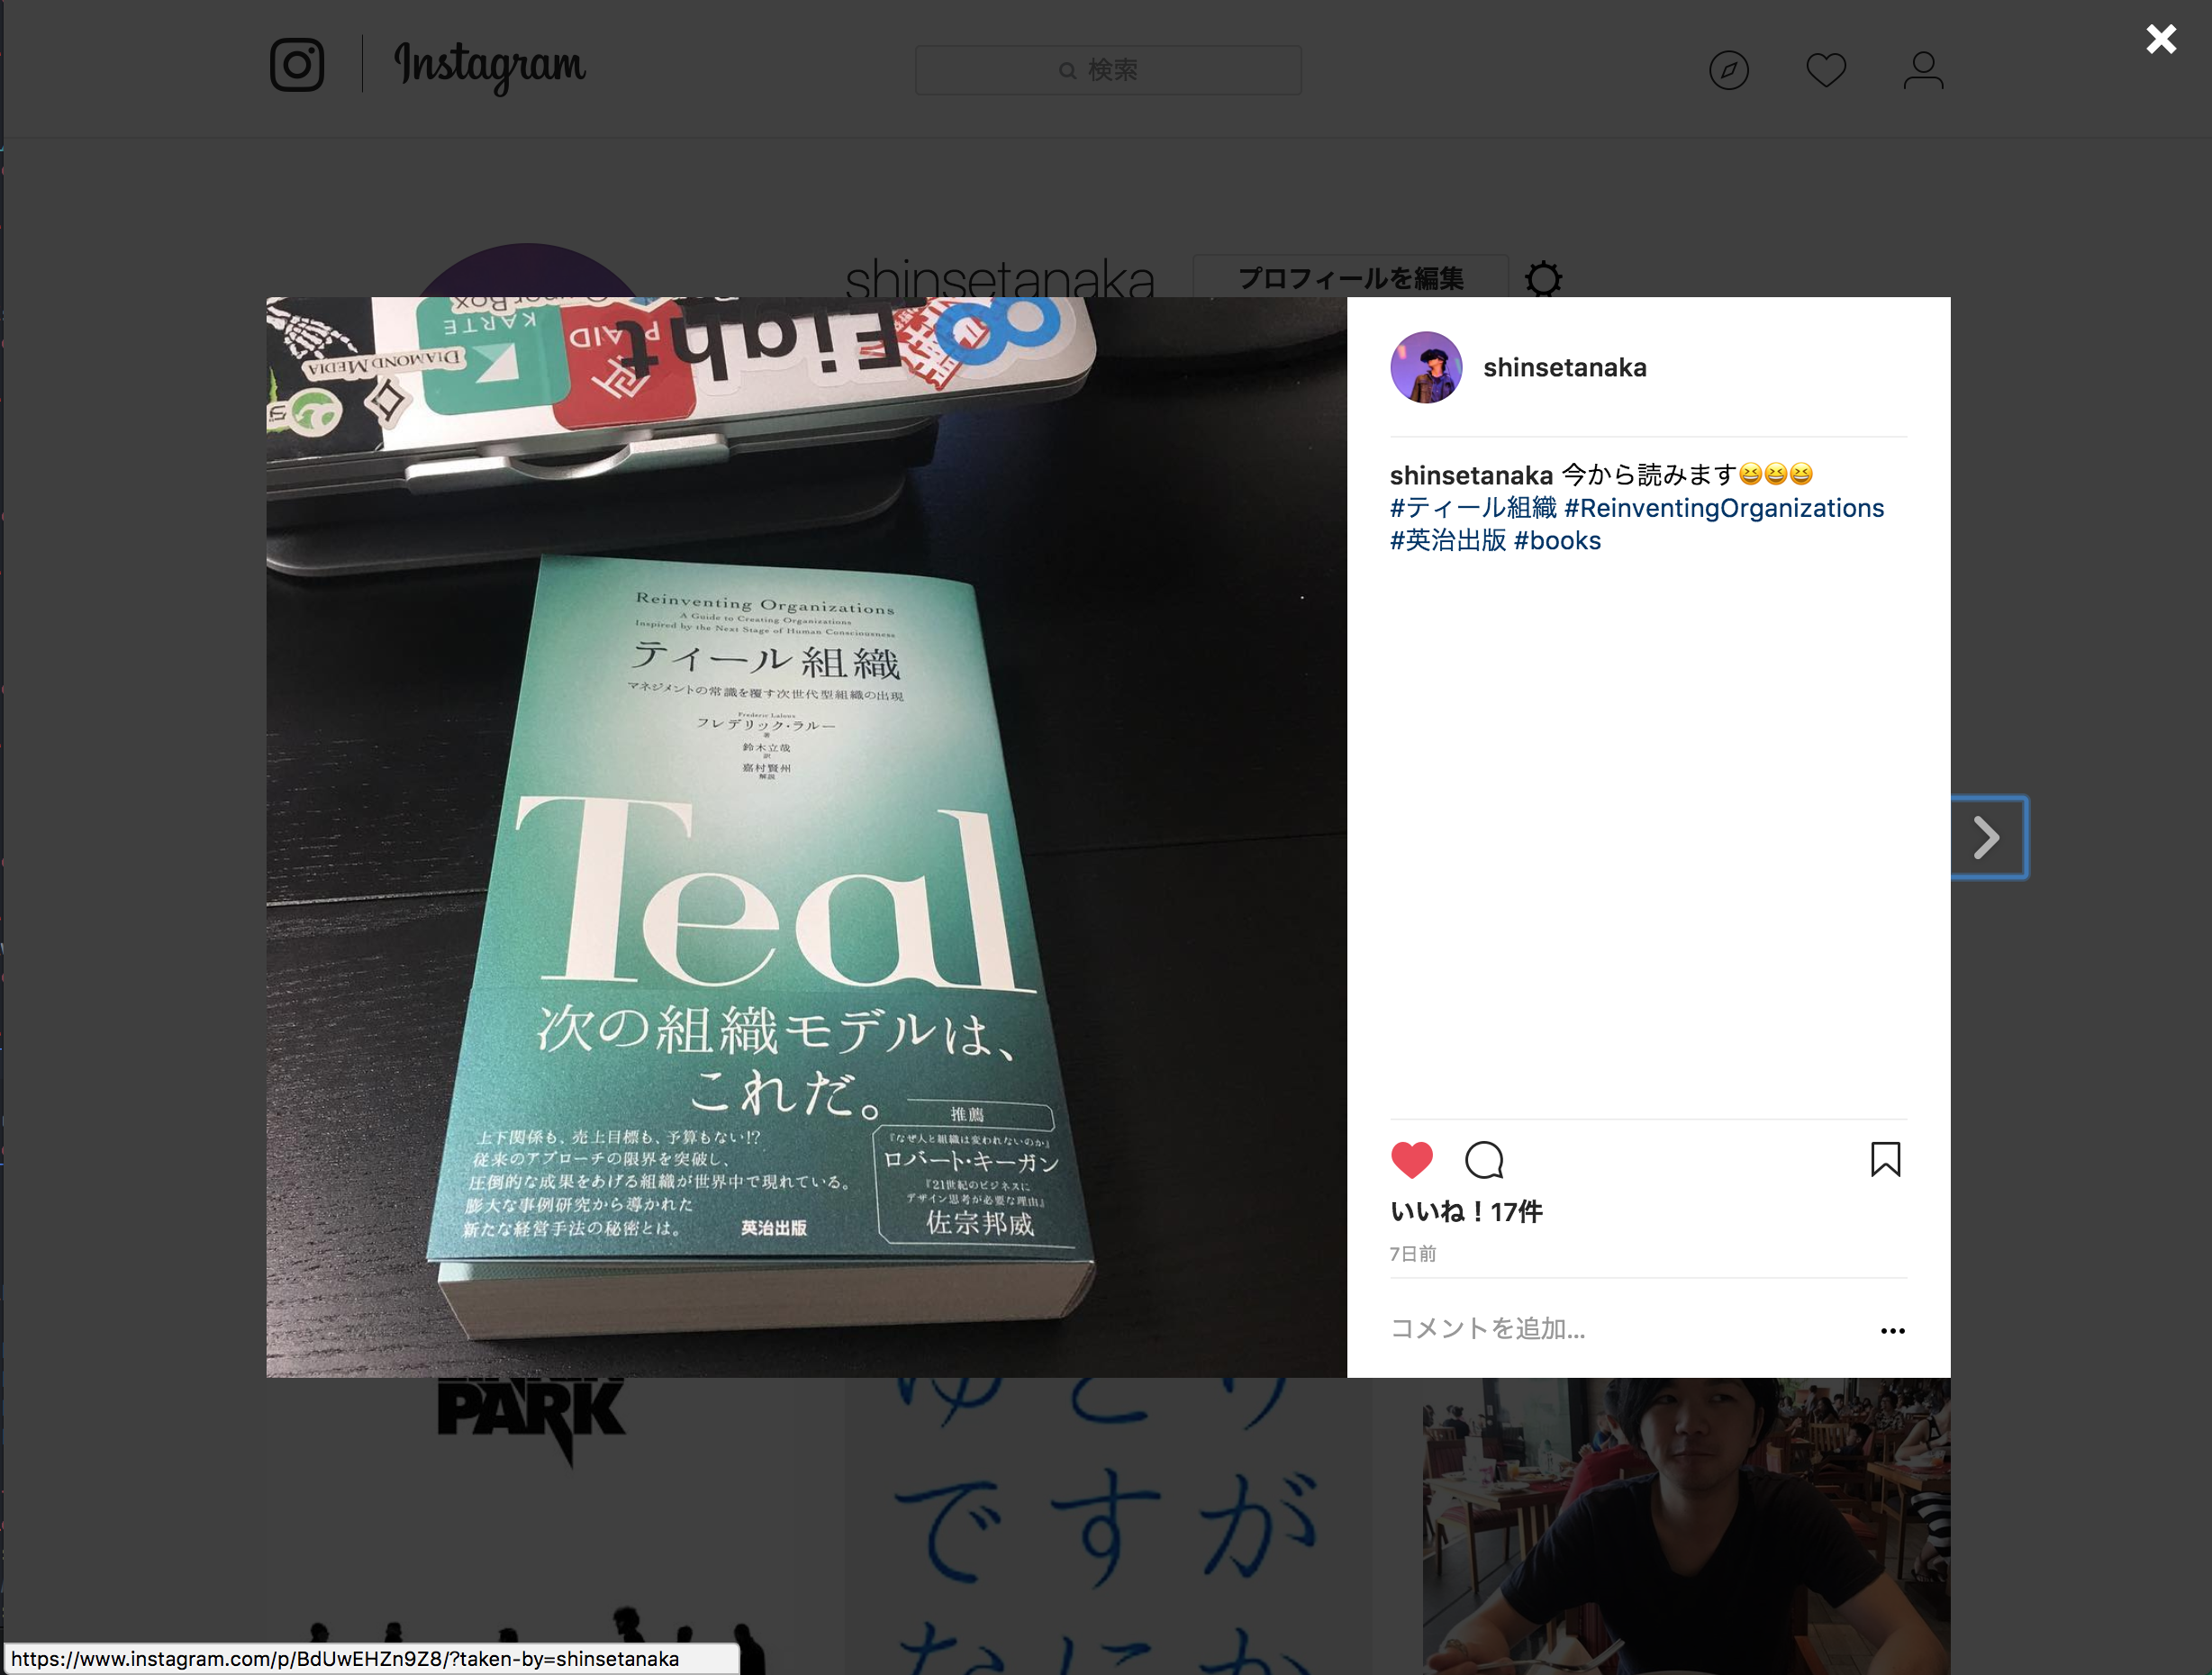 Instagram
検索
shinsetanaka
プロフィールを編集
KARTE
PAID
Eight
DIAMOND MEDIA
Reinventing Organizations
A Guide to Creating Organizations
Inspired by the Next Stage of Human Consciousness
ティール組織
マネジメントの常識を覆す次世代型組織の出現
Frederic Laloux
フレデリック・ラルー
著
鈴木立哉
訳
嘉村賢州
解説
Teal
次の組織モデルは、
これだ。
上下関係も、売上目標も、予算もない!?
従来のアプローチの限界を突破し、
圧倒的な成果をあげる組織が世界中で現れている。
膨大な事例研究から導かれた
新たな経営手法の秘密とは。
英治出版
推薦
『なぜ人と組織は変われないのか』
ロバート・キーガン
『21世紀のビジネスに
デザイン思考が必要な理由』
佐宗邦威
shinsetanaka
shinsetanaka 今から読みます😆😆😆
#ティール組織 #ReinventingOrganizations
#英治出版 #books
いいね！17件
7日前
コメントを追加...
PARK
ゆとり
ですが
なにか
https://www.instagram.com/p/BdUwEHZn9Z8/?taken-by=shinsetanaka